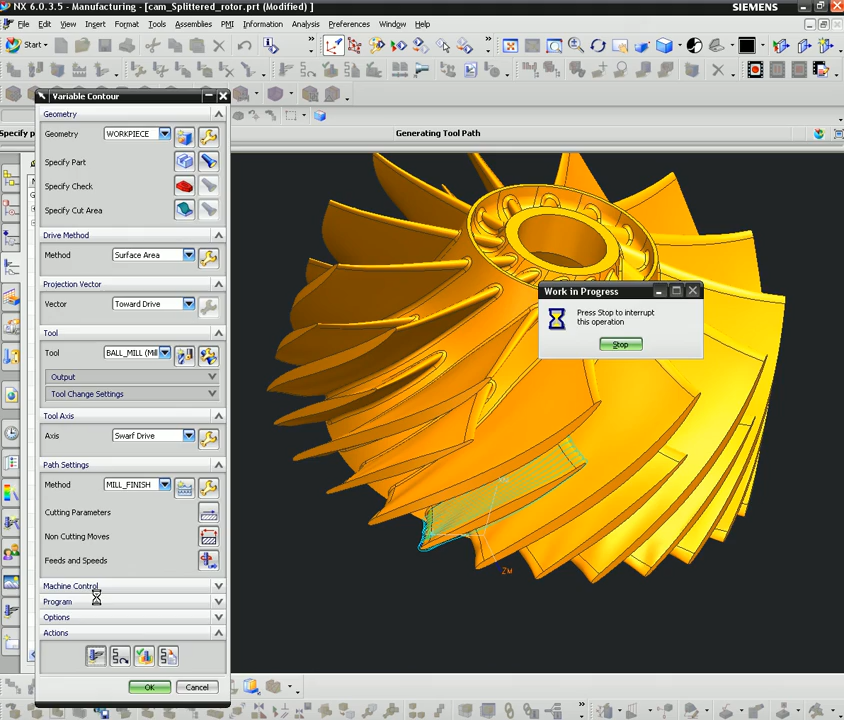 NX 6.0.3.5 - Manufacturing - [cam_Splittered_rotor.prt (Modified) ]
SIEMENS
File Edit View Insert Format Tools Assemblies PMI Information Analysis Preferences Window Help
Start
Variable Contour
Specify p
Generating Tool Path
Geometry
Geometry WORKPIECE
Specify Part
Specify Check
Specify Cut Area
Drive Method
Method Surface Area
Projection Vector
Vector Toward Drive
Tool
Tool BALL_MILL (Mill
Output
Tool Change Settings
Tool Axis
Axis Swarf Drive
Path Settings
Method MILL_FINISH
Cutting Parameters
Non Cutting Moves
Feeds and Speeds
Machine Control
Program
Options
Actions
OK Cancel
Work in Progress
Press Stop to interrupt
this operation
Stop
ZM